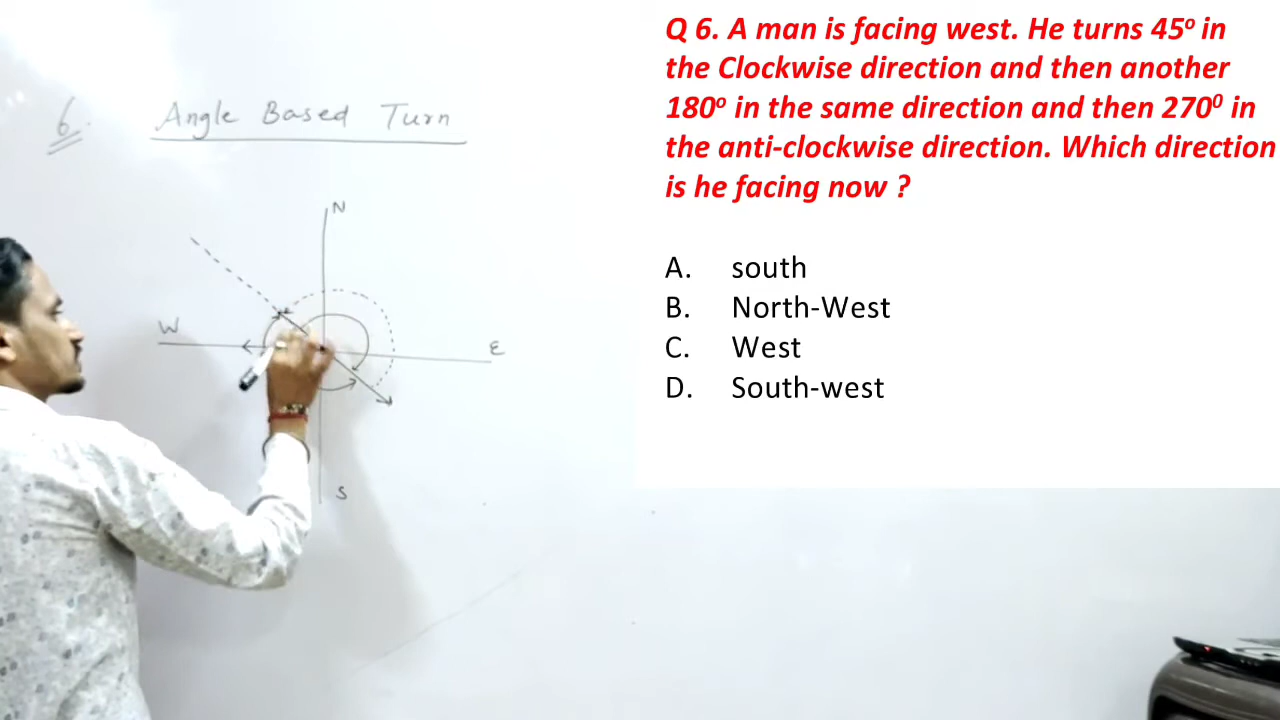 Q 6. A man is facing west. He turns 45º in
the Clockwise direction and then another
180º in the same direction and then 270⁰ in
the anti-clockwise direction. Which direction
is he facing now ?
A. south
B. North-West
C. West
D. South-west
6. Angle Based Turn
N
W
E
S